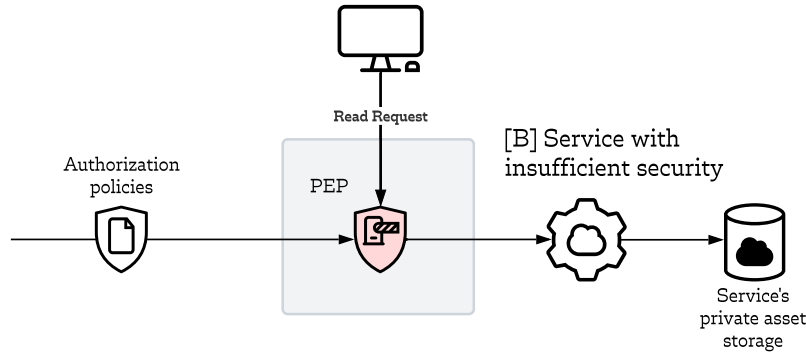 Read Request
[B] Service with
insufficient security
Authorization
policies
PEP
Service's
private asset
storage